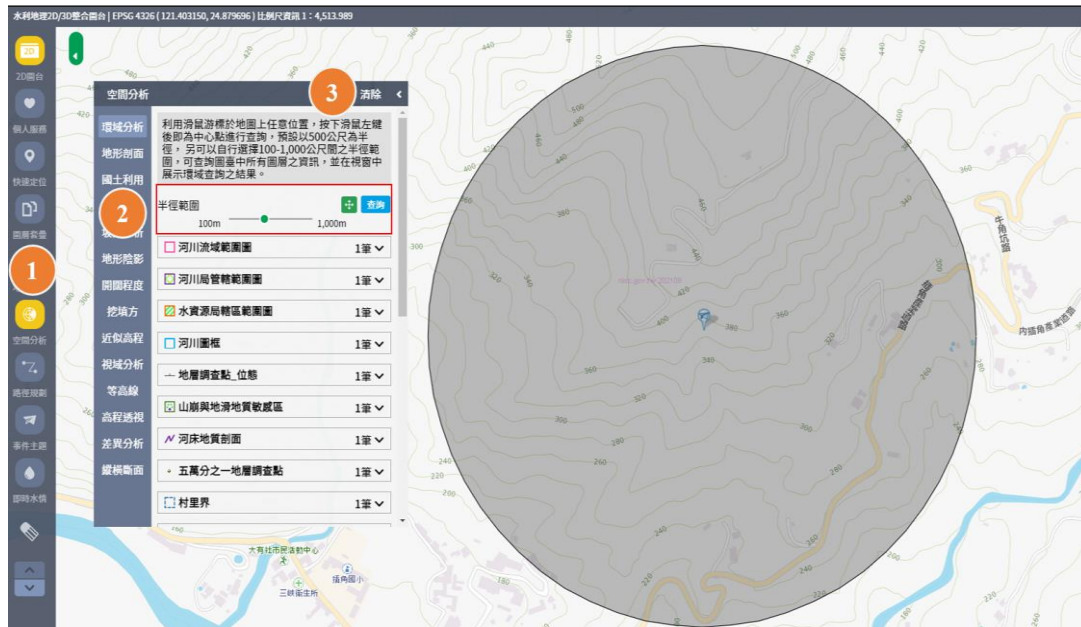 水利地理2D/3D整合圖台 | EPSG 4326 ( 121.403150, 24.879696 ) 比例尺資訊 1：4,513.989
2D
2D圖台
個人服務
快速定位
圖層套疊
1
空間分析
路徑規劃
事件主題
即時水情
空間分析
3
清除
環域分析
地形剖面
國土利用
2
地形陰影
開闊程度
挖填方
近似高程
視域分析
等高線
高程透視
差異分析
縱橫斷面
利用滑鼠游標於地圖上任意位置，按下滑鼠左鍵
後即為中心點進行查詢，預設以500公尺為半
徑， 另可以自行選擇100-1,000公尺間之半徑範
圍，可查詢圖臺中所有圖層之資訊，並在視窗中
展示環域查詢之結果。
半徑範圍
查詢
100m
1,000m
河川流域範圍圖 1筆
河川局管轄範圍圖 1筆
水資源局轄區範圍圖 1筆
河川圖框 1筆
地層調查點_位態 1筆
山崩與地滑地質敏感區 1筆
河床地質剖面 1筆
五萬分之一地層調查點 1筆
村里界 1筆
大有社市民活動中心
插角國小
三峽衛生所
牛角坑路
內插角產業道路
440
480
420
400
380
360
340
320
300
280
260
240
220
200
180